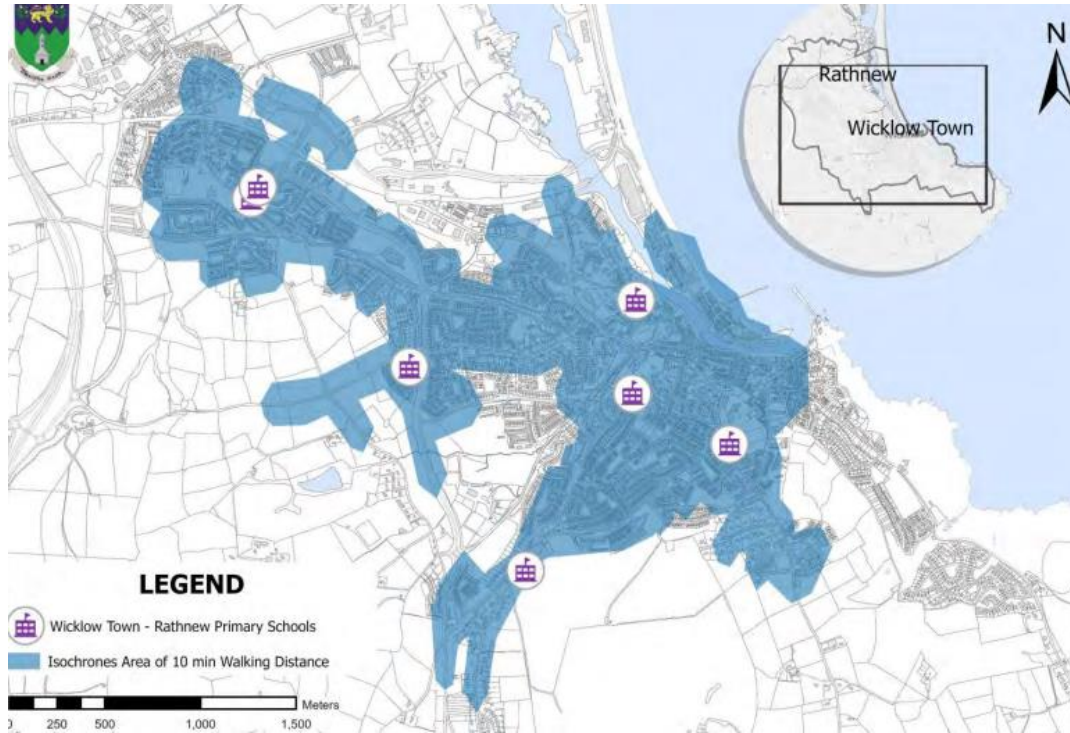 N
Rathnew
Wicklow Town
LEGEND
Wicklow Town - Rathnew Primary Schools
Isochrones Area of 10 min Walking Distance
Meters
0 250 500 1,000 1,500